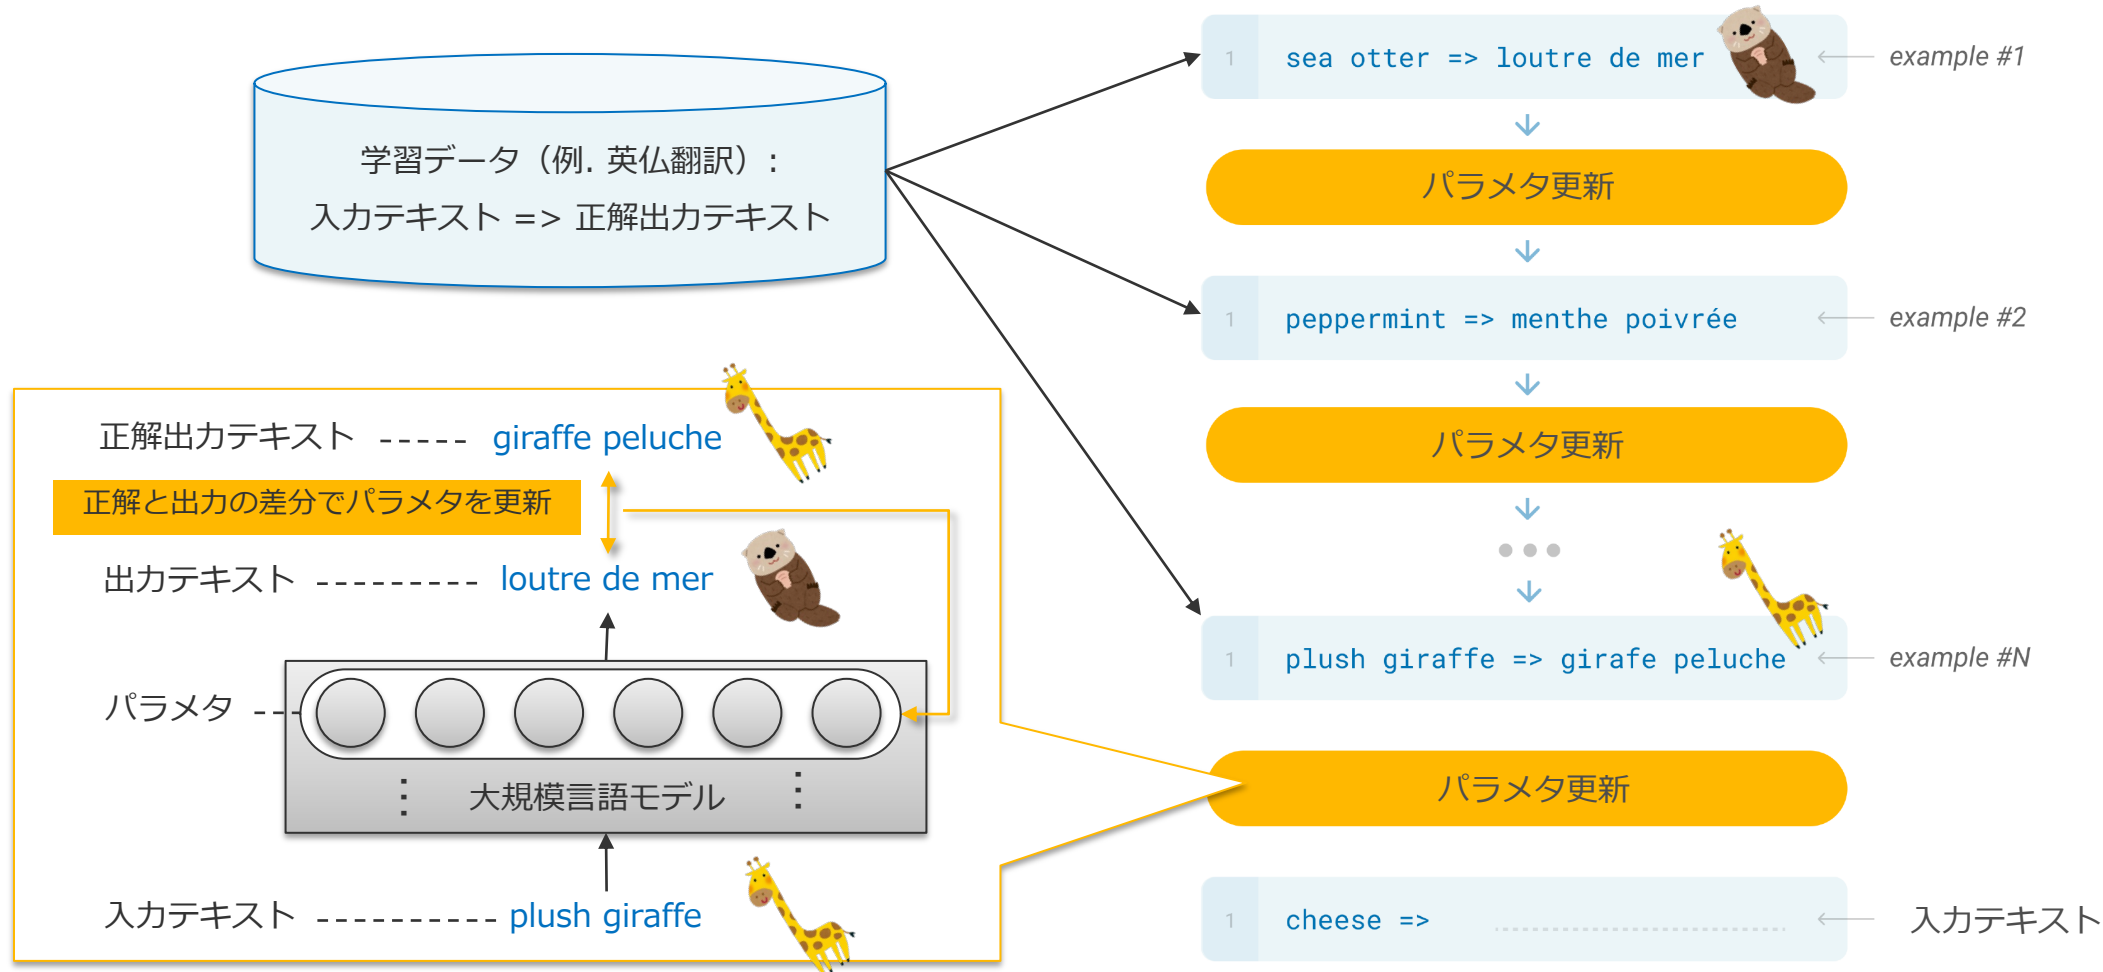 学習データ（例. 英仏翻訳）:
入力テキスト => 正解出力テキスト
1 sea otter => loutre de mer
example #1
パラメタ更新
1 peppermint => menthe poivrée
example #2
パラメタ更新
1 plush giraffe => girafe peluche
example #N
パラメタ更新
1 cheese =>
入力テキスト
正解出力テキスト ----- giraffe peluche
正解と出力の差分でパラメタを更新
出力テキスト --------- loutre de mer
パラメタ ---
大規模言語モデル
入力テキスト ---------- plush giraffe